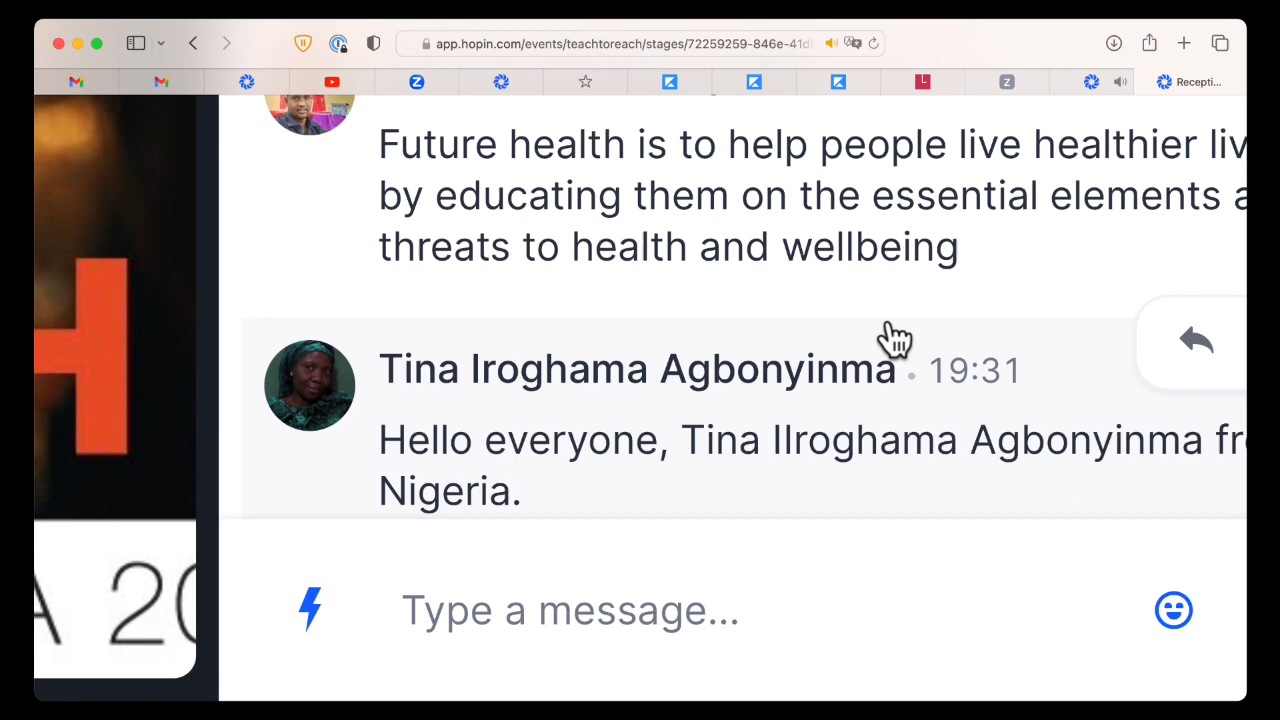 app.hopin.com/events/teachtoreach/stages/72259259-846e-41d
Recepti...
Future health is to help people live healthier liv
by educating them on the essential elements a
threats to health and wellbeing
Tina Iroghama Agbonyinma • 19:31
Hello everyone, Tina IIroghama Agbonyinma fr
Nigeria.
H
A 20
Type a message...